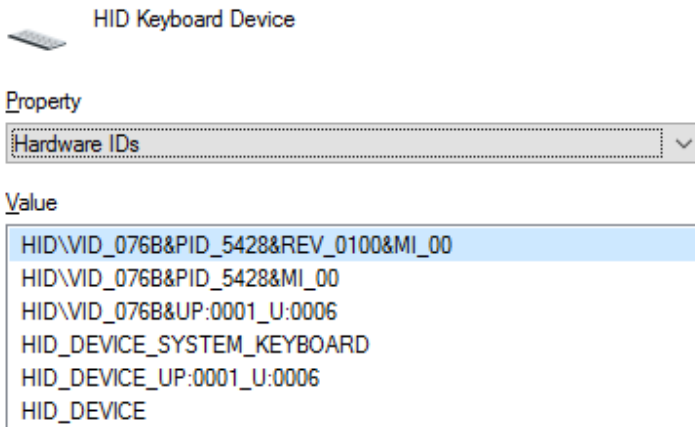 HID Keyboard Device
Property
Hardware IDs
Value
HID\VID_076B&PID_5428&REV_0100&MI_00
HID\VID_076B&PID_5428&MI_00
HID\VID_076B&UP:0001_U:0006
HID_DEVICE_SYSTEM_KEYBOARD
HID_DEVICE_UP:0001_U:0006
HID_DEVICE